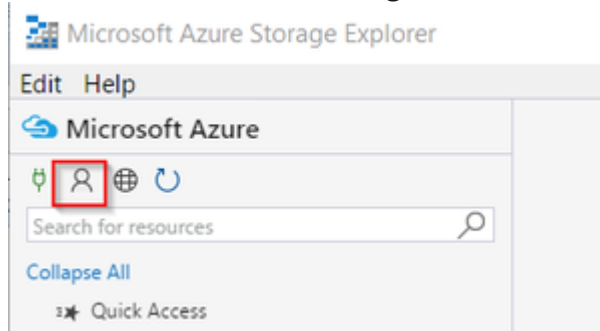 Microsoft Azure Storage Explorer
Edit Help
Microsoft Azure
Search for resources
Collapse All
Quick Access